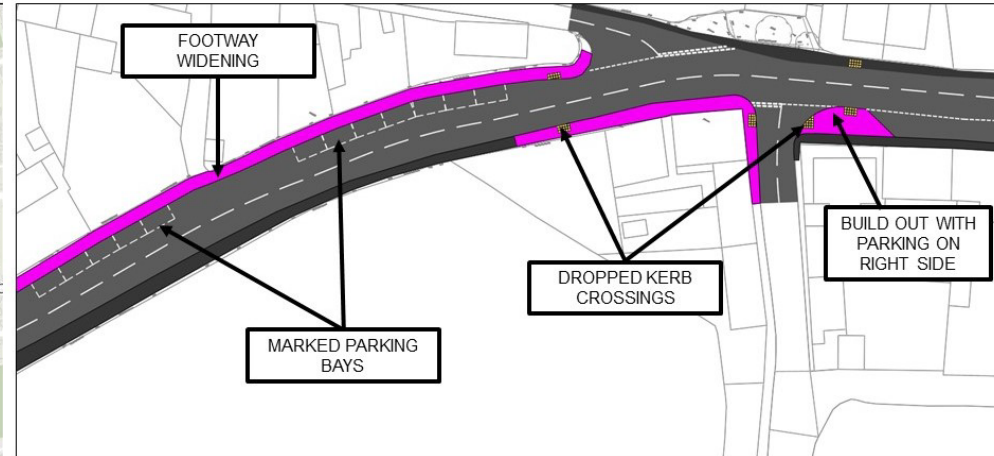 FOOTWAY
WIDENING
MARKED PARKING
BAYS
DROPPED KERB
CROSSINGS
BUILD OUT WITH
PARKING ON
RIGHT SIDE